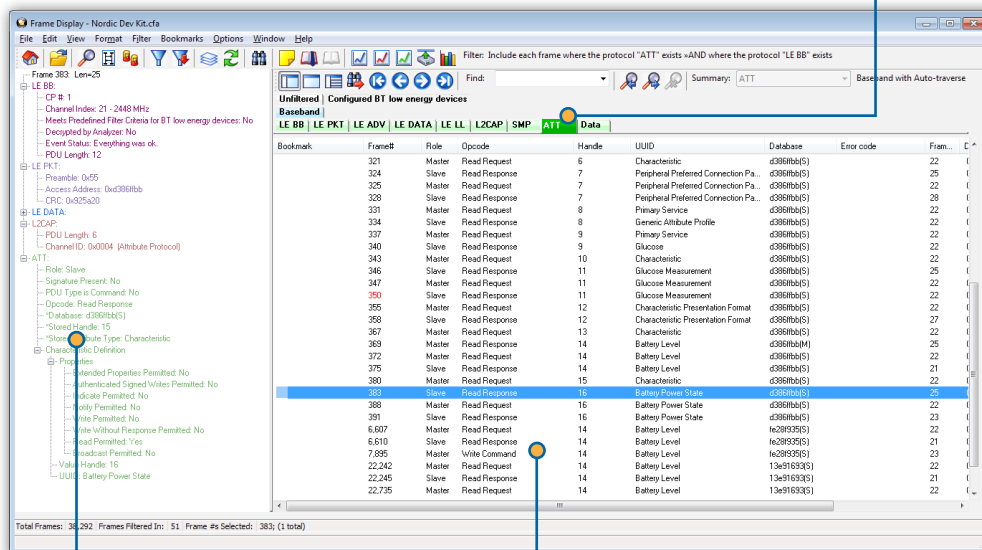 Frame Display - Nordic Dev Kit.cfa
File Edit View Format Filter Bookmarks Options Window Help
Filter: Include each frame where the protocol "ATT" exists »AND where the protocol "LE BB" exists
Find: Summary: ATT Baseband with Auto-traverse
Unfiltered Configured BT low energy devices
Baseband
LE BB LE PKT LE ADV LE DATA LE LL L2CAP SMP ATT Data
Frame 383: Len=25
LE BB:
CP #: 1
Channel Index: 21 - 2448 MHz
Meets Predefined Filter Criteria for BT low energy devices: No
Decrypted by Analyzer: No
Event Status: Everything was ok.
PDU Length: 12
LE PKT:
Preamble: 0x55
Access Address: 0xd386ffbb
CRC: 0x925a20
LE DATA:
L2CAP:
PDU Length: 6
Channel ID: 0x0004 (Attribute Protocol)
ATT:
Role: Slave
Signature Present: No
PDU Type is Command: No
Opcode: Read Response
*Database: d386ffbb(S)
*Stored Handle: 15
Type: Characteristic
Characteristic Definition
Properties
Extended Properties Permitted: No
Authenticated Signed Writes Permitted: No
Indicate Permitted: No
Notify Permitted: No
Write Permitted: No
Write Without Response Permitted: No
Read Permitted: Yes
Broadcast Permitted: No
Value Handle: 16
UUID: Battery Power State
Bookmark Frame# Role Opcode Handle UUID Database Error code Fram...
321 Master Read Request 6 Characteristic d386ffbb(S) 22
324 Slave Read Response 7 Peripheral Preferred Connection Pa... d386ffbb(S) 25
325 Master Read Request 7 Peripheral Preferred Connection Pa... d386ffbb(S) 22
328 Slave Read Response 7 Peripheral Preferred Connection Pa... d386ffbb(S) 28
331 Master Read Request 8 Primary Service d386ffbb(S) 22
334 Slave Read Response 8 Generic Attribute Profile d386ffbb(S) 22
337 Master Read Request 9 Primary Service d386ffbb(S) 22
340 Slave Read Response 9 Glucose d386ffbb(S) 22
343 Master Read Request 10 Characteristic d386ffbb(S) 22
346 Slave Read Response 11 Glucose Measurement d386ffbb(S) 25
347 Master Read Request 11 Glucose Measurement d386ffbb(S) 22
350 Slave Read Response 11 Glucose Measurement d386ffbb(S) 22
355 Master Read Request 12 Characteristic Presentation Format d386ffbb(S) 22
358 Slave Read Response 12 Characteristic Presentation Format d386ffbb(S) 27
367 Master Read Request 13 Characteristic d386ffbb(S) 22
369 Slave Read Response 14 Battery Level d386ffbb(M) 25
372 Master Read Request 14 Battery Level d386ffbb(S) 22
375 Slave Read Response 14 Battery Level d386ffbb(S) 21
380 Master Read Request 15 Characteristic d386ffbb(S) 22
383 Slave Read Response 16 Battery Power State d386ffbb(S) 25
388 Master Read Request 16 Battery Power State d386ffbb(S) 22
391 Slave Read Response 16 Battery Power State d386ffbb(S) 23
6,607 Master Read Request 14 Battery Level fe28f935(S) 22
6,610 Slave Read Response 14 Battery Level fe28f935(S) 21
7,895 Master Write Command 14 Battery Level fe28f935(S) 23
22,242 Master Read Request 14 Battery Level 13e91693(S) 22
22,245 Slave Read Response 14 Battery Level 13e91693(S) 21
22,735 Master Read Request 14 Battery Level 13e91693(S) 22
Total Frames: 38,292 Frames Filtered In: 51 Frame #s Selected: 383; (1 total)